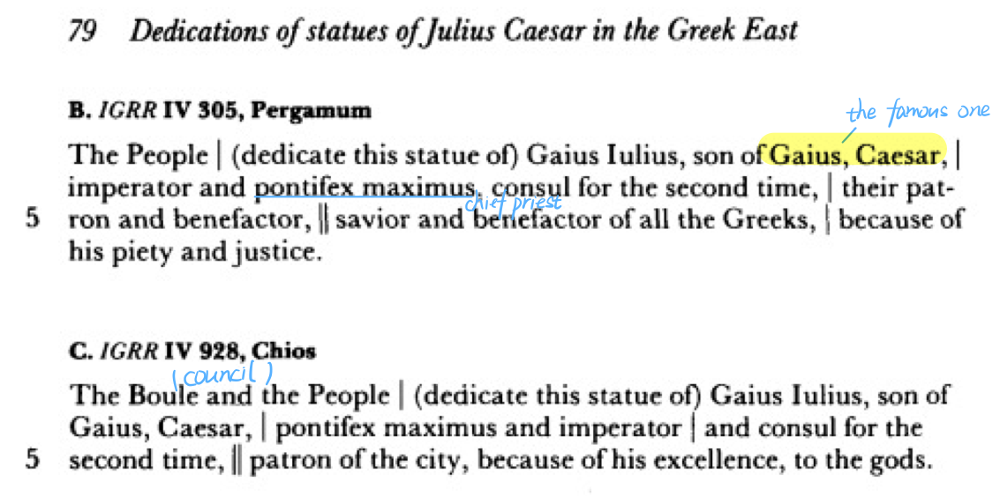 79 Dedications of statues of Julius Caesar in the Greek East
B. IGRR IV 305, Pergamum
the famous one
The People | (dedicate this statue of) Gaius Iulius, son of Gaius, Caesar, |
imperator and pontifex maximus, consul for the second time, | their pat-
chief priest
5 ron and benefactor, || savior and benefactor of all the Greeks, | because of
his piety and justice.
C. IGRR IV 928, Chios
(council)
The Boule and the People | (dedicate this statue of) Gaius Iulius, son of
Gaius, Caesar, | pontifex maximus and imperator | and consul for the
5 second time, || patron of the city, because of his excellence, to the gods.